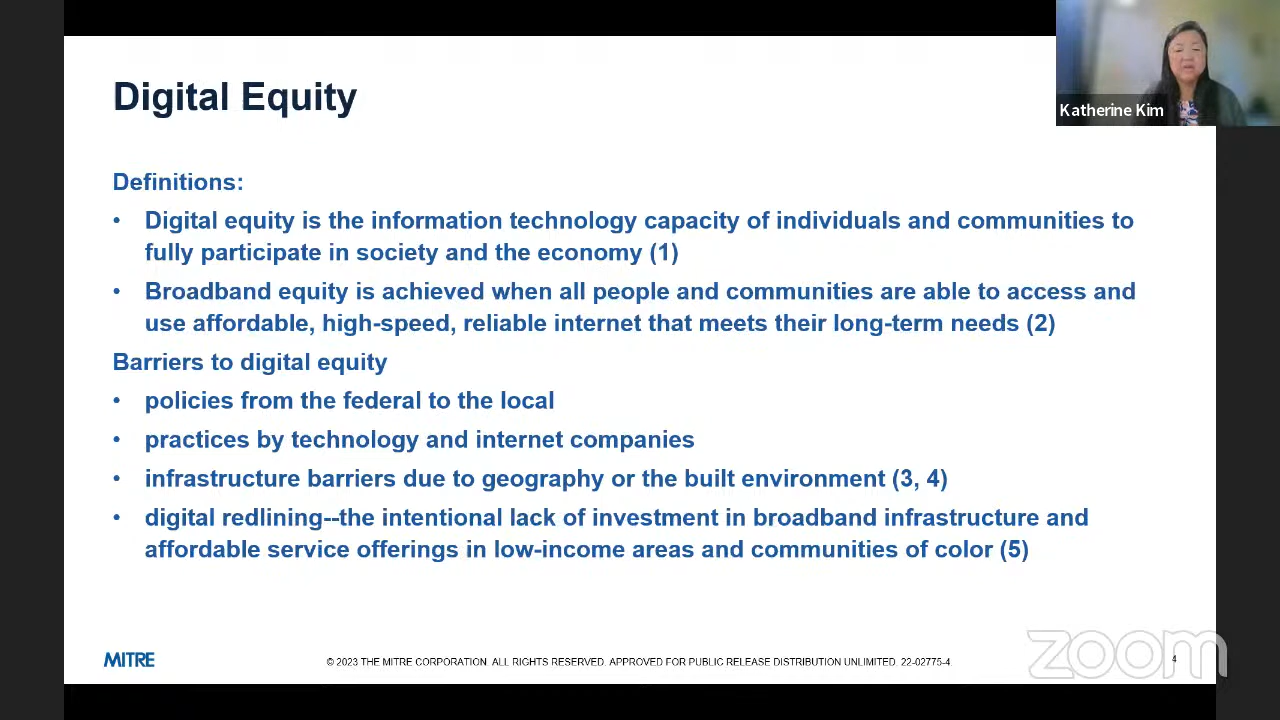 Digital Equity
Katherine Kim
Definitions:
• Digital equity is the information technology capacity of individuals and communities to
fully participate in society and the economy (1)
• Broadband equity is achieved when all people and communities are able to access and
use affordable, high-speed, reliable internet that meets their long-term needs (2)
Barriers to digital equity
• policies from the federal to the local
• practices by technology and internet companies
• infrastructure barriers due to geography or the built environment (3, 4)
• digital redlining--the intentional lack of investment in broadband infrastructure and
affordable service offerings in low-income areas and communities of color (5)
MITRE
© 2023 THE MITRE CORPORATION. ALL RIGHTS RESERVED. APPROVED FOR PUBLIC RELEASE DISTRIBUTION UNLIMITED. 22-02775-4.
4
zoom